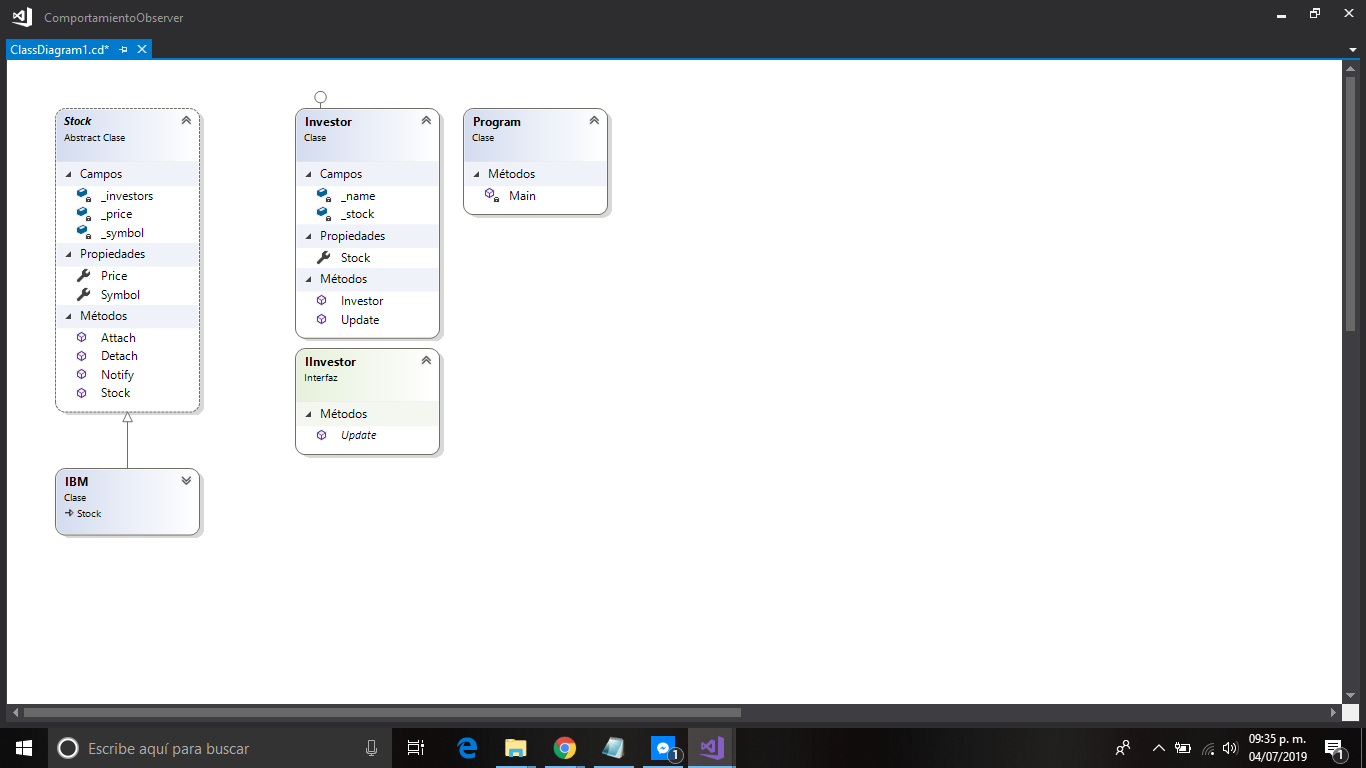 ComportamientoObserver
ClassDiagram1.cd*
Stock
Abstract Clase
Campos
_investors
_price
_symbol
Propiedades
Price
Symbol
Métodos
Attach
Detach
Notify
Stock
IBM
Clase
Stock
Investor
Clase
Campos
_name
_stock
Propiedades
Stock
Métodos
Investor
Update
IInvestor
Interfaz
Métodos
Update
Program
Clase
Métodos
Main
Escribe aquí para buscar
1
09:35 p. m.
04/07/2019
1